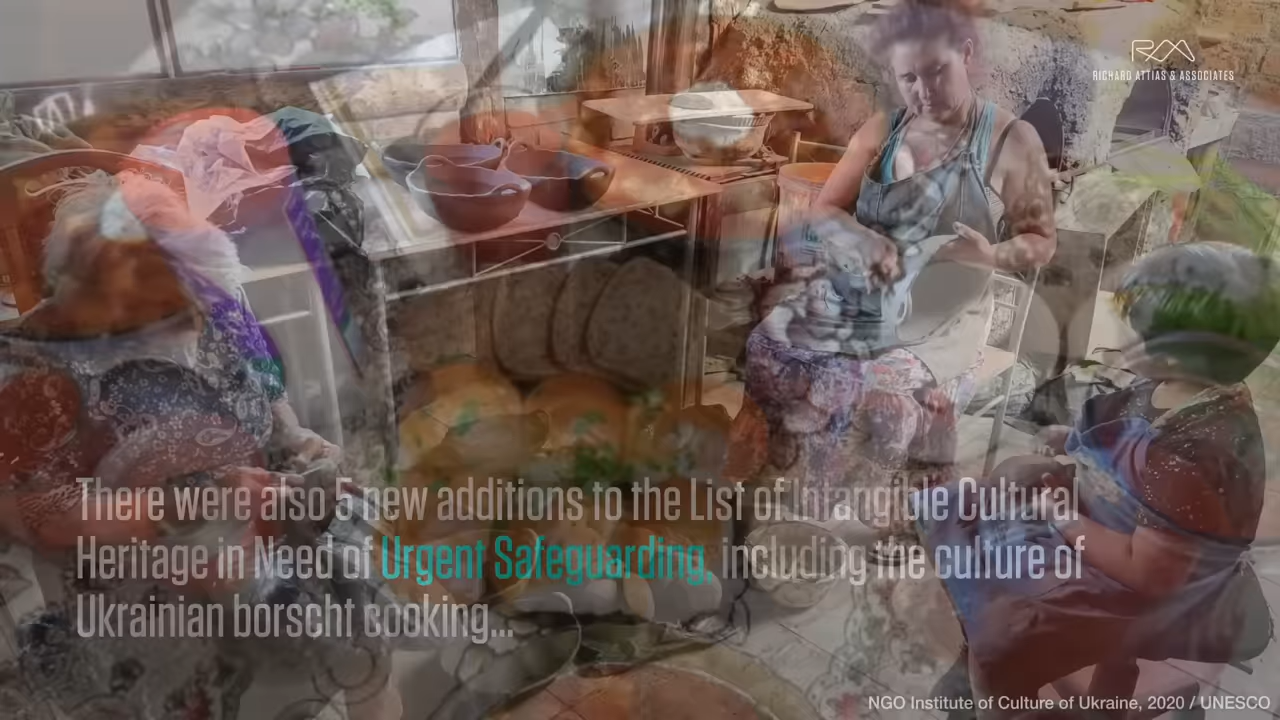 RICHARD ATTIAS & ASSOCIATES
There were also 5 new additions to the List of Intangible Cultural
Heritage in Need of Urgent Safeguarding, including the culture of
Ukrainian borscht cooking...
NGO Institute of Culture of Ukraine, 2020 / UNESCO